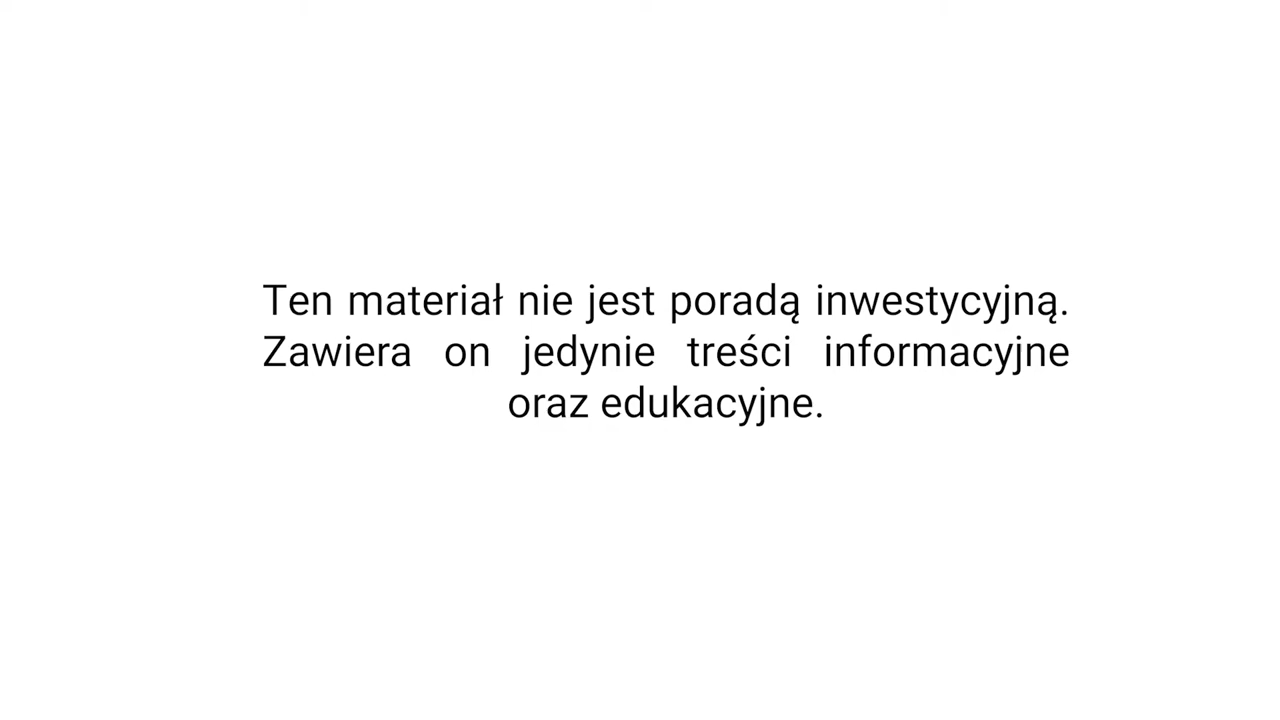 Ten materiał nie jest poradą inwestycyjną.
Zawiera on jedynie treści informacyjne
oraz edukacyjne.